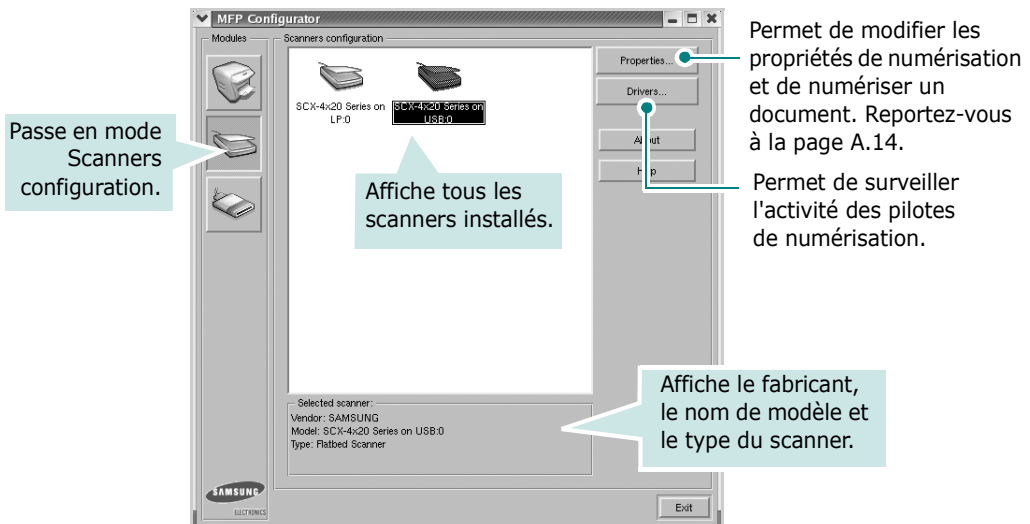 MFP Configurator
Modules
Scanners configuration
SCX-4x20 Series on
LP:0
SCX-4x20 Series on
USB:0
Properties...
Drivers...
About
Help
Passe en mode
Scanners
configuration.
Affiche tous les
scanners installés.
Permet de modifier les
propriétés de numérisation
et de numériser un
document. Reportez-vous
à la page A.14.
Permet de surveiller
l'activité des pilotes
de numérisation.
Affiche le fabricant,
le nom de modèle et
le type du scanner.
Selected scanner:
Vendor: SAMSUNG
Model: SCX-4x20 Series on USB:0
Type: Flatbed Scanner
SAMSUNG
ELECTRONICS
Exit